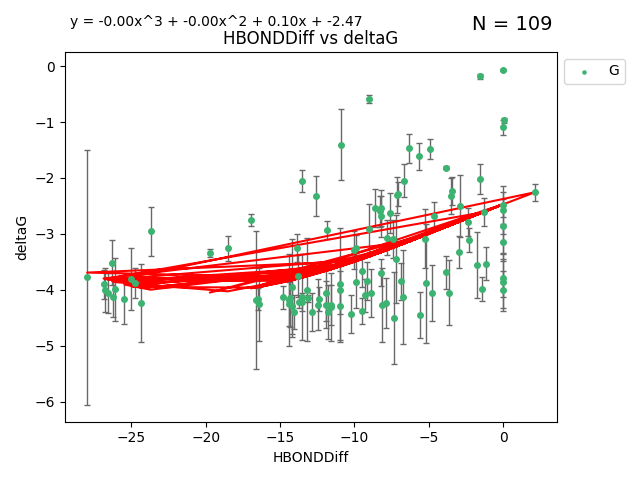 y = -0.00x^3 + -0.00x^2 + 0.10x + -2.47
N = 109
HBONDDiff vs deltaG
G
0
−1
−2
−3
−4
−5
−6
deltaG
−25
−20
−15
−10
−5
0
HBONDDiff